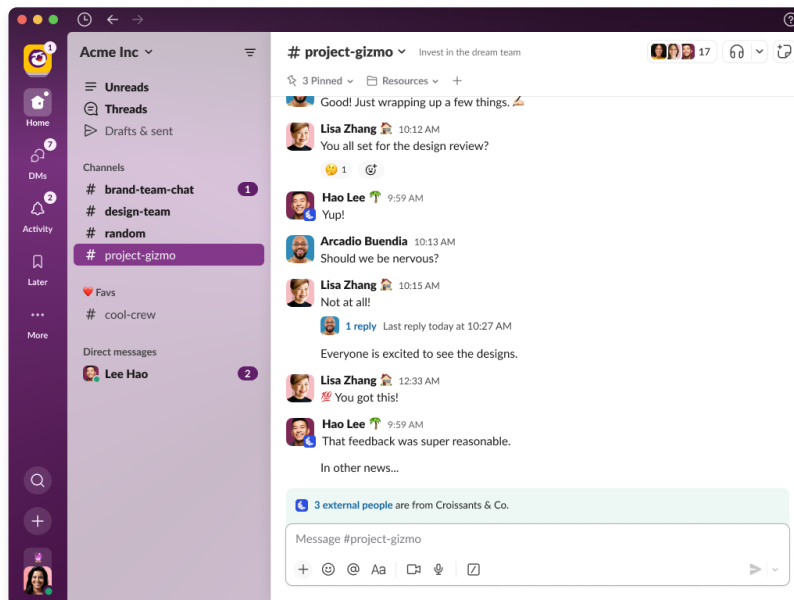 1
Home
7
DMs
2
Activity
Later
More
Acme Inc
Unreads
Threads
Drafts & sent
Channels
# brand-team-chat 1
# design-team
# random
# project-gizmo
❤️ Favs
# cool-crew
Direct messages
Lee Hao 2
# project-gizmo Invest in the dream team 17
3 Pinned Resources +
Good! Just wrapping up a few things. ✍️
Lisa Zhang 🏠 10:12 AM
You all set for the design review?
🤔 1
Hao Lee 🌴 9:59 AM
Yup!
Arcadio Buendia 10:13 AM
Should we be nervous?
Lisa Zhang 🏠 10:15 AM
Not at all!
1 reply Last reply today at 10:27 AM
Everyone is excited to see the designs.
Lisa Zhang 🏠 12:33 AM
💯 You got this!
Hao Lee 🌴 9:59 AM
That feedback was super reasonable.
In other news...
3 external people are from Croissants & Co.
Message #project-gizmo
+ @ Aa